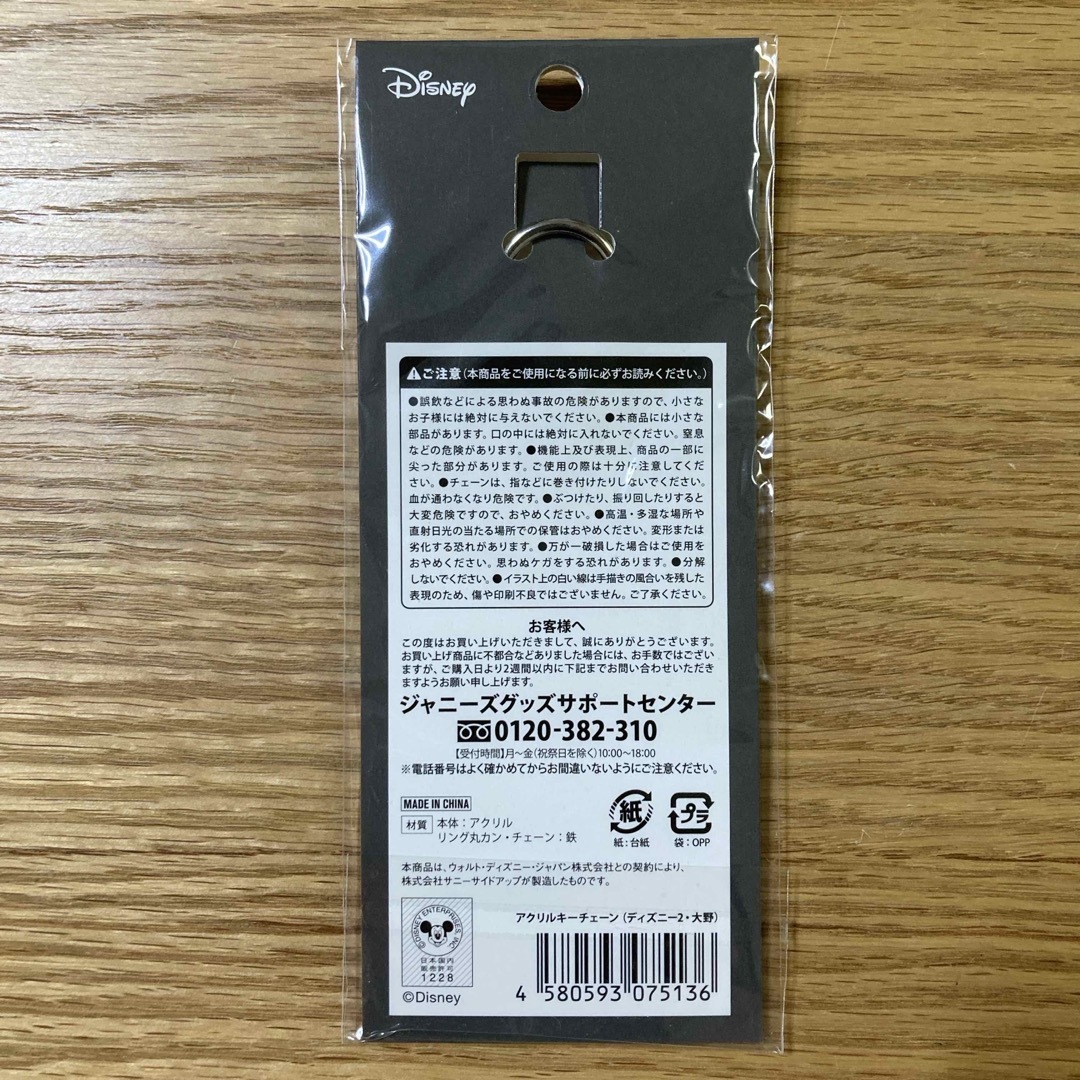 DISNEY
ご注意(本商品をご使用になる前に必ずお読みください。)
●誤飲などによる思わぬ事故の危険がありますので、小さな
お子様には絶対に与えないでください。●本商品には小さな
部品があります。口の中には絶対に入れないでください。窒息
などの危険があります。●機能上及び表現上、商品の一部に
尖った部分があります。ご使用の際は十分に注意してくだ
さい。●チェーンは、指などに巻き付けたりしないでください。
血が通わなくなり危険です。●ぶつけたり、振り回したりすると
大変危険ですので、おやめください。●高温・多湿な場所や
直射日光の当たる場所での保管はおやめください。変形または
劣化する恐れがあります。●万が一破損した場合はご使用を
おやめください。思わぬケガをする恐れがあります。●分解
しないでください。●イラスト上の白い線は手描きの風合いを残した
表現のため、傷や印刷不良ではございません。ご了承ください。
お客様へ
この度はお買い上げいただきまして、誠にありがとうございます。
お買い上げ商品に不都合などありました場合には、お手数ではござい
ますが、ご購入日より2週間以内に下記までお問い合わせいただき
ますようお願い申し上げます。
ジャニーズグッズサポートセンター
0120-382-310
【受付時間】月〜金(祝祭日を除く)10:00〜18:00
※電話番号はよく確かめてからお間違いないようにご注意ください。
MADE IN CHINA
材質 本体:アクリル
リング丸カン・チェーン:鉄
紙
紙:台紙
プラ
袋:OPP
本商品は、ウォルト・ディズニー・ジャパン株式会社との契約により、
株式会社サニーサイドアップが製造したものです。
©DISNEY ENTERPRISES, INC.
日本国内
販売許可
1228
©Disney
アクリルキーチェーン(ディズニー2・大野)
4 580593 075136